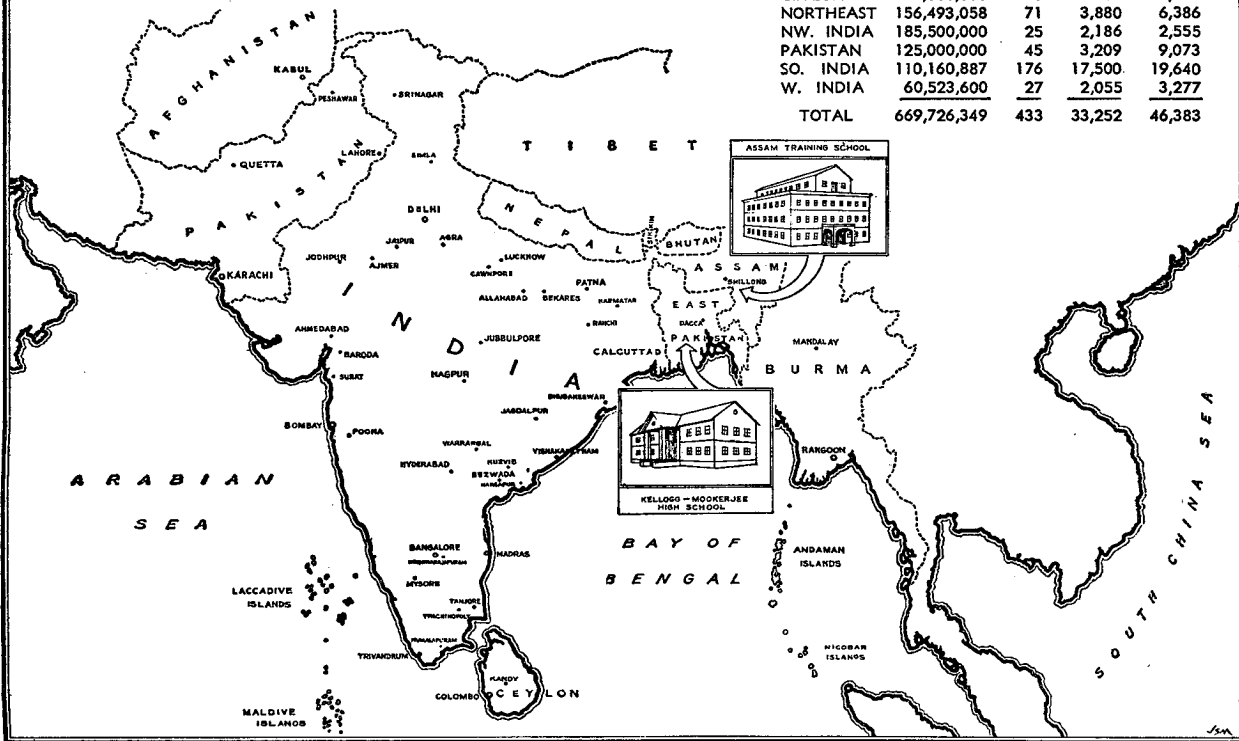 NORTHEAST 156,493,058 71 3,880 6,386
NW. INDIA 185,500,000 25 2,186 2,555
PAKISTAN 125,000,000 45 3,209 9,073
SO. INDIA 110,160,887 176 17,500 19,640
W. INDIA 60,523,600 27 2,055 3,277
TOTAL 669,726,349 433 33,252 46,383
AFGHANISTAN
KABUL
PESHAWAR
SRINAGAR
TIBET
ASSAM TRAINING SCHOOL
QUETTA
LAHORE
SIMLA
PAKISTAN
DELHI
NEPAL
SIKKIM
BHUTAN
JAIPUR
AGRA
JODHPUR
AJMER
LUCKNOW
CAWNPORE
ASSAM
SHILLONG
KARACHI
PATNA
ALLAHABAD
BEKARES
KARMATAR
EAST
PAKISTAN
DACCA
INDIA
RANCHI
AHMEDABAD
JUBBULPORE
CALCUTTA
MANDALAY
BARODA
SURAT
NAGPUR
BURMA
BHUBANESWAR
JAGDALPUR
BOMBAY
POONA
WARRANGAL
VISHAKAPATNAM
HYDERABAD
KUZVID
BEZWADA
NARSAPUR
RANGOON
KELLOGG—MOOKERJEE
HIGH SCHOOL
ARABIAN
SEA
BAY OF
BENGAL
BANGALORE
MADRAS
ANDAMAN
ISLANDS
MYSORE
LACCADIVE
ISLANDS
TANJORE
TRICHINOPOLY
TRIVANDRUM
NICOBAR
ISLANDS
SOUTH CHINA SEA
KANDY
COLOMBO
CEYLON
MALDIVE
ISLANDS
JSM